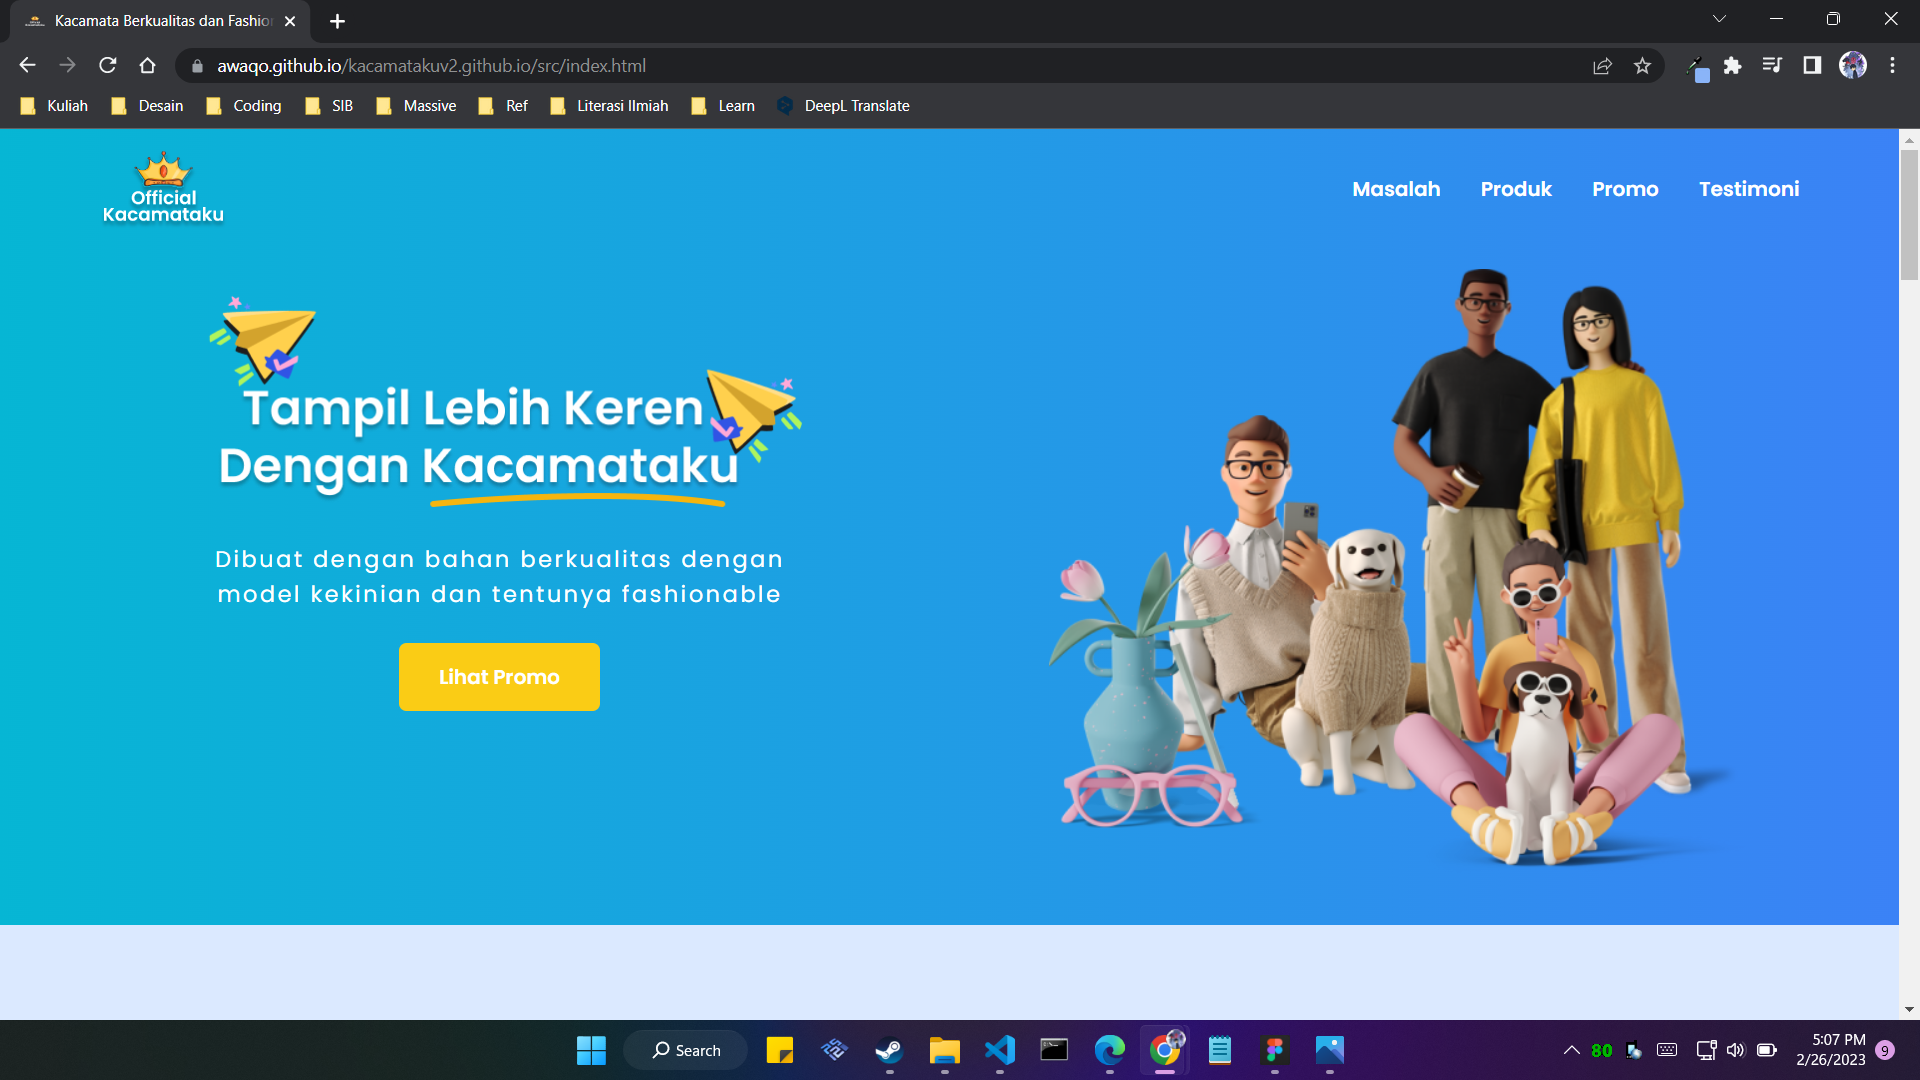 Kacamata Berkualitas dan Fashion
awaqo.github.io/kacamatakuv2.github.io/src/index.html
Kuliah
Desain
Coding
SIB
Massive
Ref
Literasi Ilmiah
Learn
DeepL Translate
Official
Kacamataku
Masalah
Produk
Promo
Testimoni
Tampil Lebih Keren
Dengan Kacamataku
Dibuat dengan bahan berkualitas dengan
model kekinian dan tentunya fashionable
Lihat Promo
Search
80
5:07 PM
2/26/2023
9